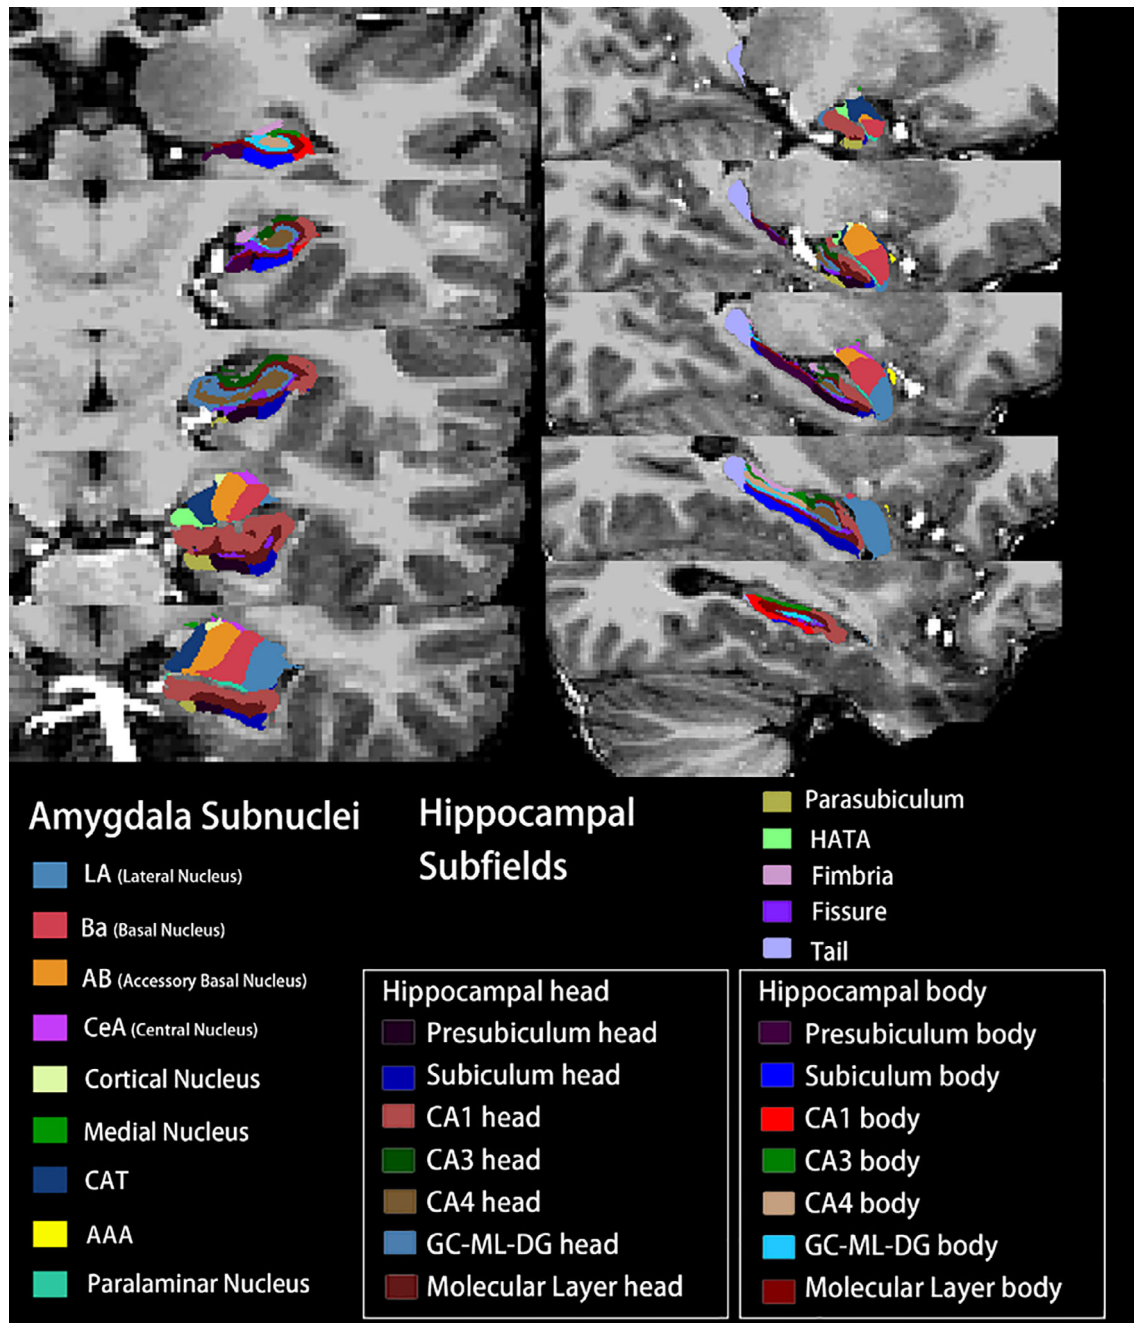 Amygdala Subnuclei
LA (Lateral Nucleus)
Ba (Basal Nucleus)
AB (Accessory Basal Nucleus)
CeA (Central Nucleus)
Cortical Nucleus
Medial Nucleus
CAT
AAA
Paralaminar Nucleus
Hippocampal
Subfields
Parasubiculum
HATA
Fimbria
Fissure
Tail
Hippocampal head
Presubiculum head
Subiculum head
CA1 head
CA3 head
CA4 head
GC-ML-DG head
Molecular Layer head
Hippocampal body
Presubiculum body
Subiculum body
CA1 body
CA3 body
CA4 body
GC-ML-DG body
Molecular Layer body